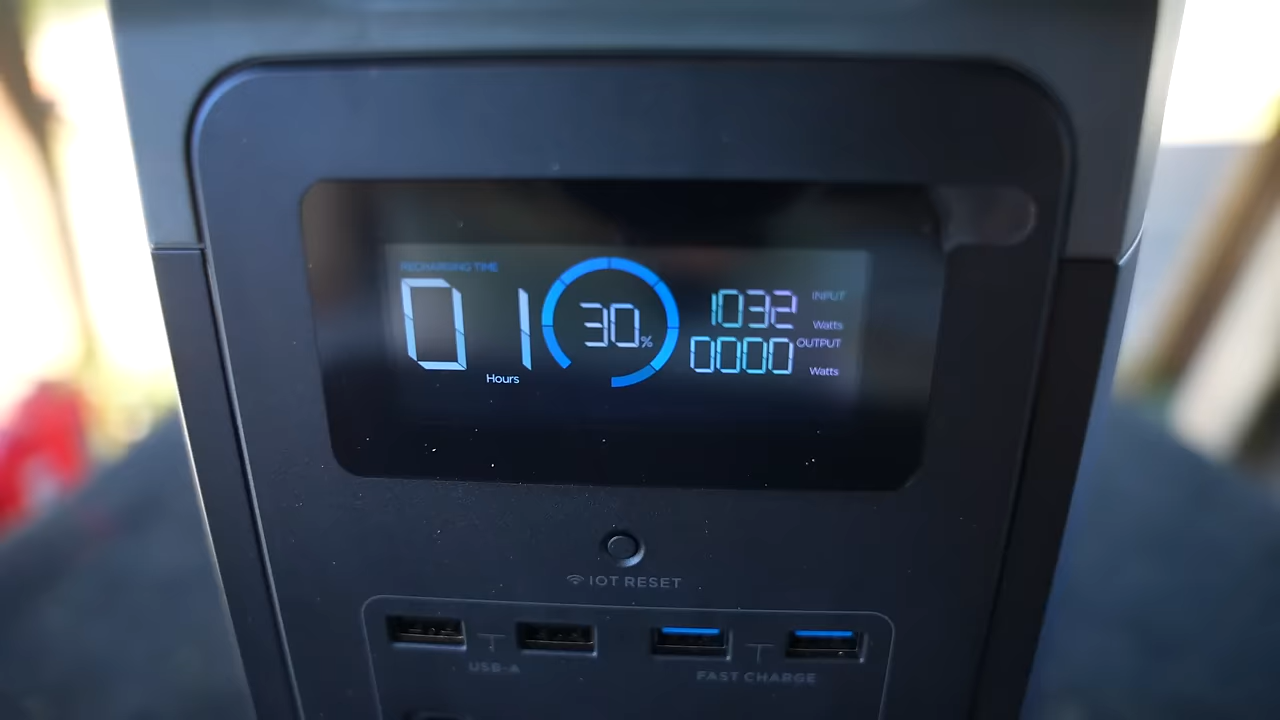 RECHARGING TIME
01
Hours
30%
1032 INPUT
Watts
0000 OUTPUT
Watts
IOT RESET
USB-A
FAST CHARGE